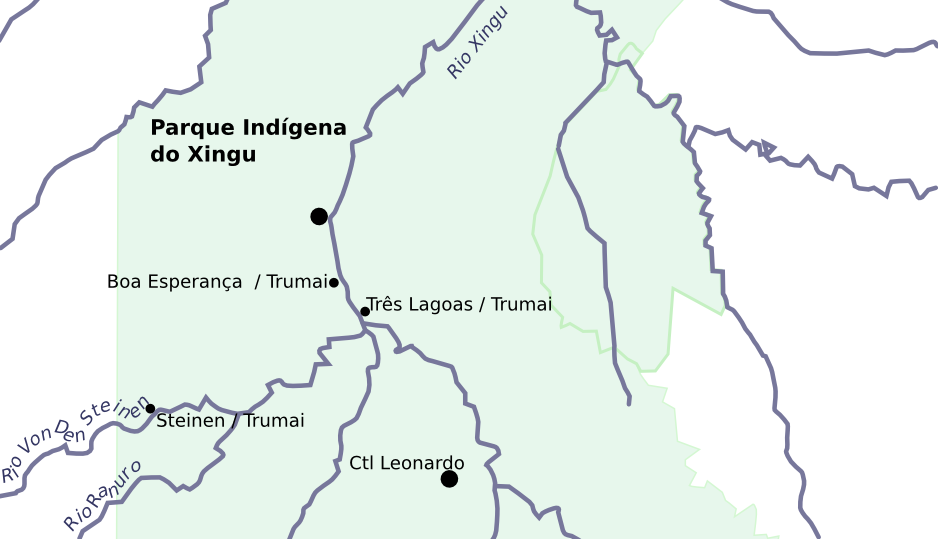 Rio Xingu
Parque Indígena
do Xingu
Boa Esperança / Trumai
Três Lagoas / Trumai
Rio Von Den Steinen
Steinen / Trumai
Ctl Leonardo
Rio Ranuro